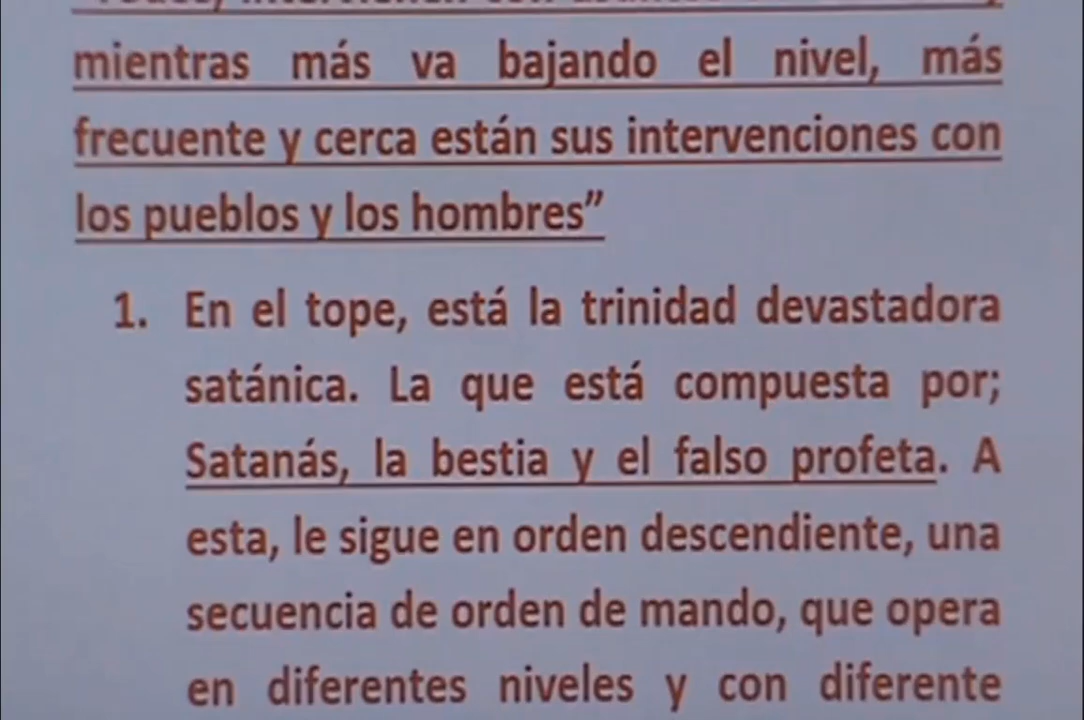 mientras más va bajando el nivel, más
frecuente y cerca están sus intervenciones con
los pueblos y los hombres”
1. En el tope, está la trinidad devastadora
satánica. La que está compuesta por;
Satanás, la bestia y el falso profeta. A
esta, le sigue en orden descendiente, una
secuencia de orden de mando, que opera
en diferentes niveles y con diferente